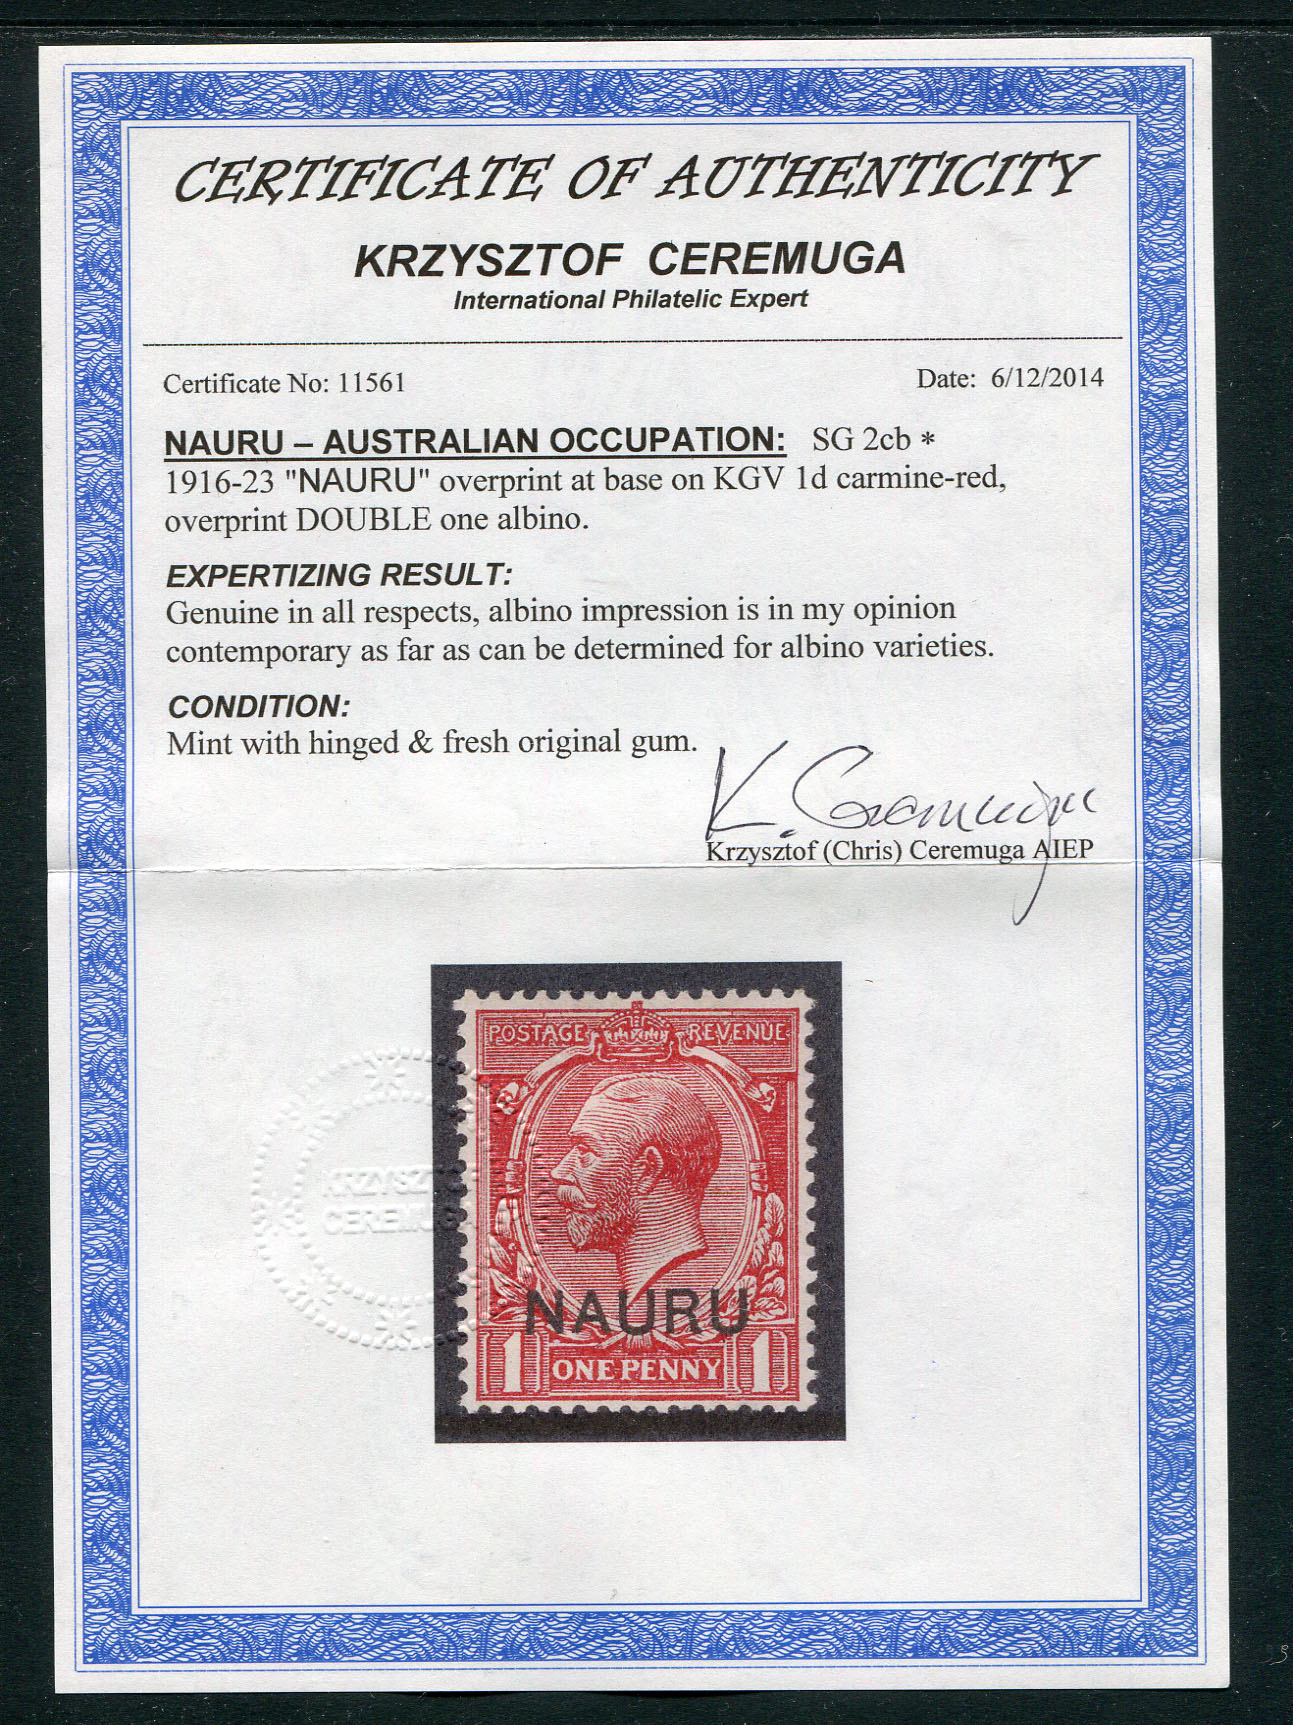 CERTIFICATE OF AUTHENTICITY
KRZYSZTOF CEREMUGA
International Philatelic Expert
Certificate No: 11561 Date: 6/12/2014
NAURU – AUSTRALIAN OCCUPATION: SG 2cb *
1916-23 "NAURU" overprint at base on KGV 1d carmine-red,
overprint DOUBLE one albino.
EXPERTIZING RESULT:
Genuine in all respects, albino impression is in my opinion
contemporary as far as can be determined for albino varieties.
CONDITION:
Mint with hinged & fresh original gum.
K. Ceremuga
Krzysztof (Chris) Ceremuga AIEP
POSTAGE REVENUE
KRZYSZT
CEREMUGA
NAURU
1 ONE PENNY 1